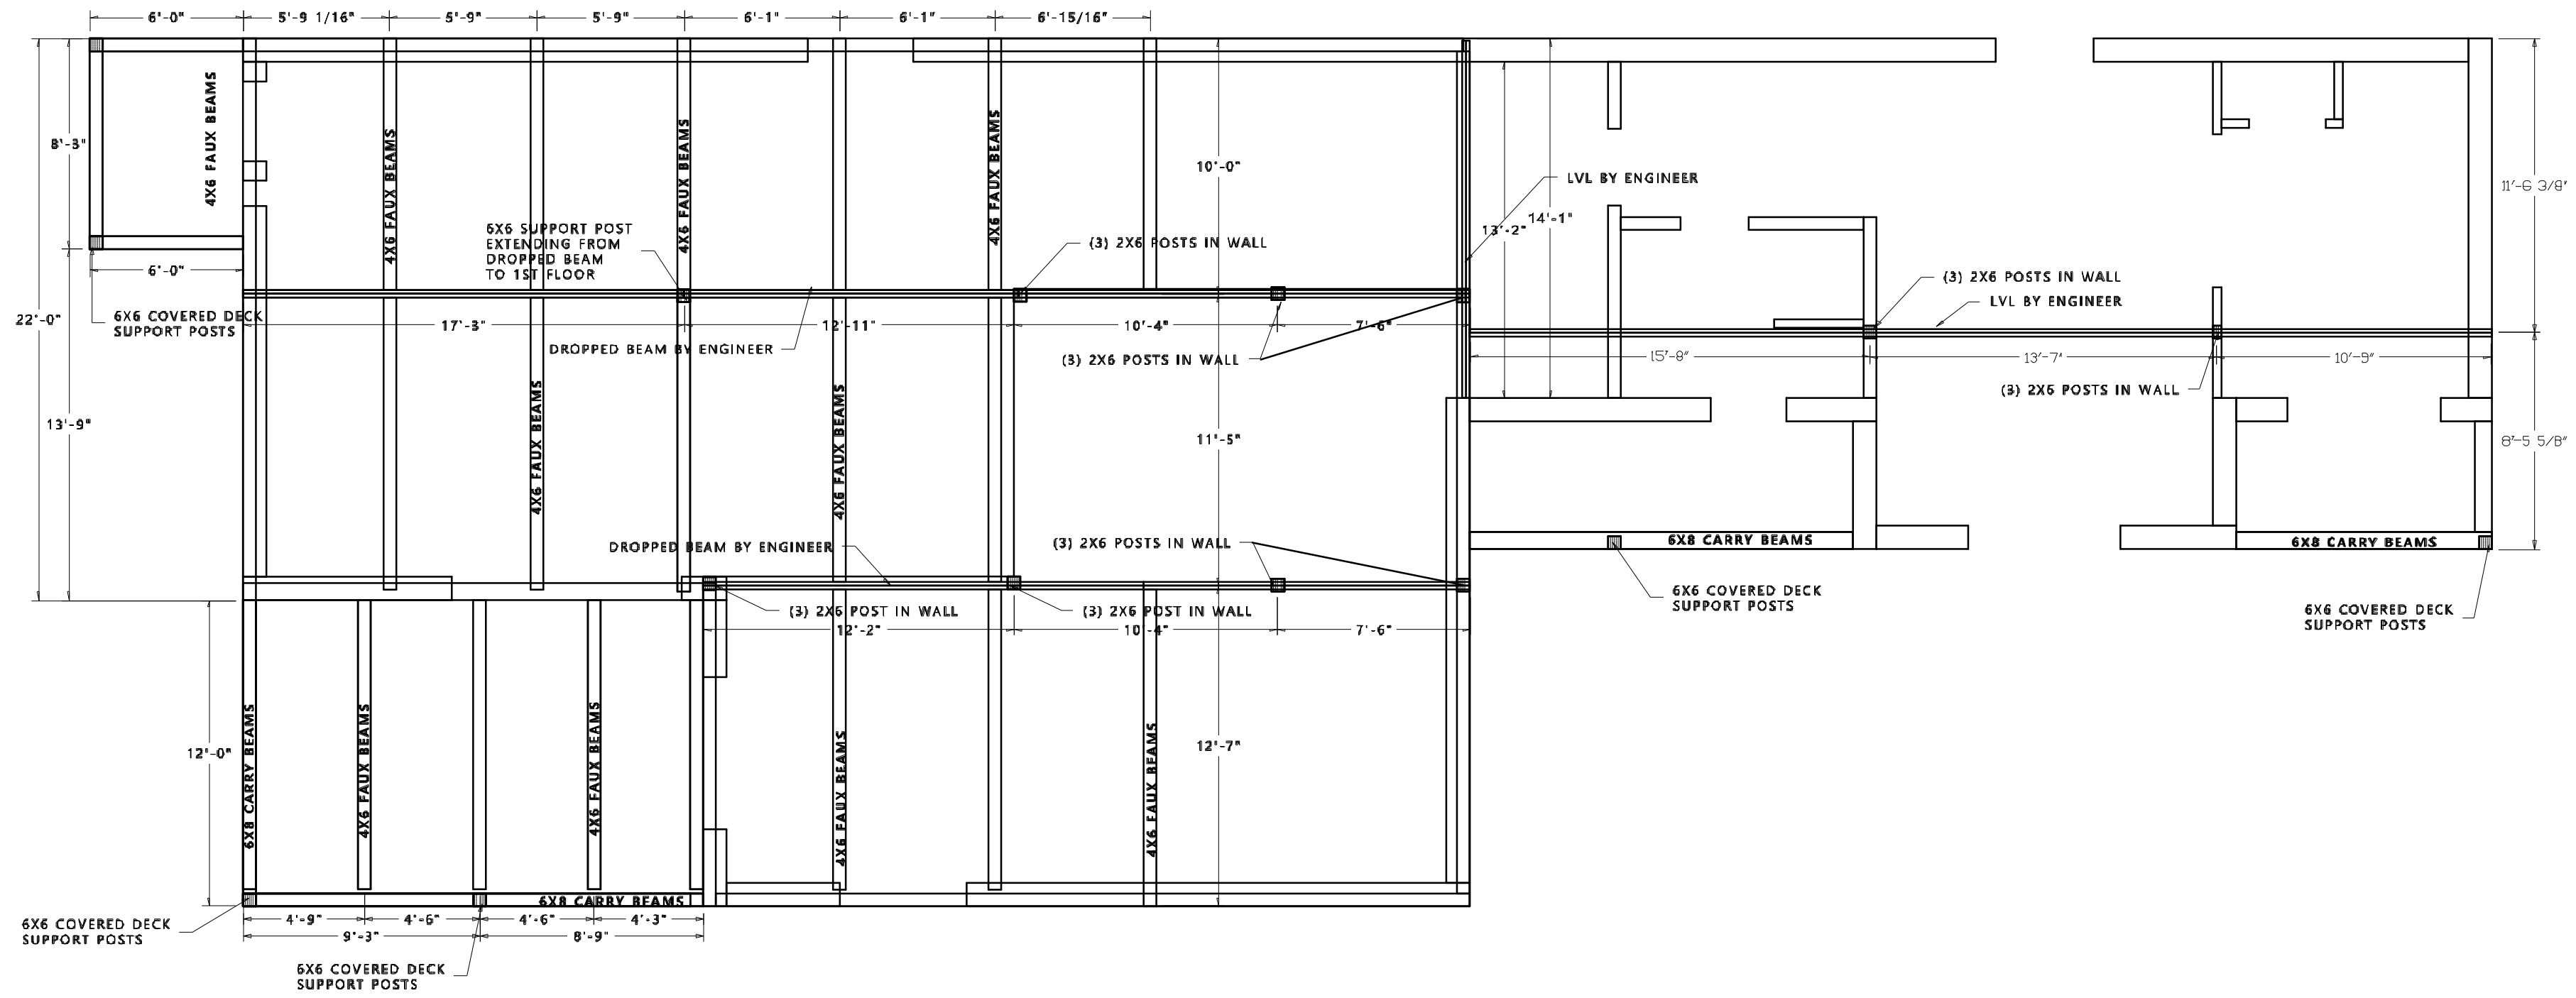 6'-0"
5'-9 1/16"
5'-9"
5'-9"
6'-1"
6'-1"
6'-15/16"
8'-3"
22'-0"
13'-9"
12'-0"
4X6 FAUX BEAMS
4X6 FAUX BEAMS
4X6 FAUX BEAMS
4X6 FAUX BEAMS
10'-0"
LVL BY ENGINEER
14'-1"
13'-2"
11'-6 3/8"
6X6 SUPPORT POST
EXTENDING FROM
DROPPED BEAM
TO 1ST FLOOR
(3) 2X6 POSTS IN WALL
6'-0"
6X6 COVERED DECK
SUPPORT POSTS
(3) 2X6 POSTS IN WALL
LVL BY ENGINEER
17'-3"
12'-11"
10'-4"
7'-6"
DROPPED BEAM BY ENGINEER
(3) 2X6 POSTS IN WALL
15'-8"
13'-7"
10'-9"
(3) 2X6 POSTS IN WALL
4X6 FAUX BEAMS
4X6 FAUX BEAMS
11'-5"
8'-5 5/8"
DROPPED BEAM BY ENGINEER
(3) 2X6 POSTS IN WALL
6X8 CARRY BEAMS
6X8 CARRY BEAMS
6X6 COVERED DECK
SUPPORT POSTS
6X6 COVERED DECK
SUPPORT POSTS
(3) 2X6 POST IN WALL
(3) 2X6 POST IN WALL
12'-2"
10'-4"
7'-6"
6X8 CARRY BEAMS
4X6 FAUX BEAMS
4X6 FAUX BEAMS
4X6 FAUX BEAMS
4X6 FAUX BEAMS
12'-7"
6X8 CARRY BEAMS
4'-9"
4'-6"
4'-6"
4'-3"
9'-3"
8'-9"
6X6 COVERED DECK
SUPPORT POSTS
6X6 COVERED DECK
SUPPORT POSTS